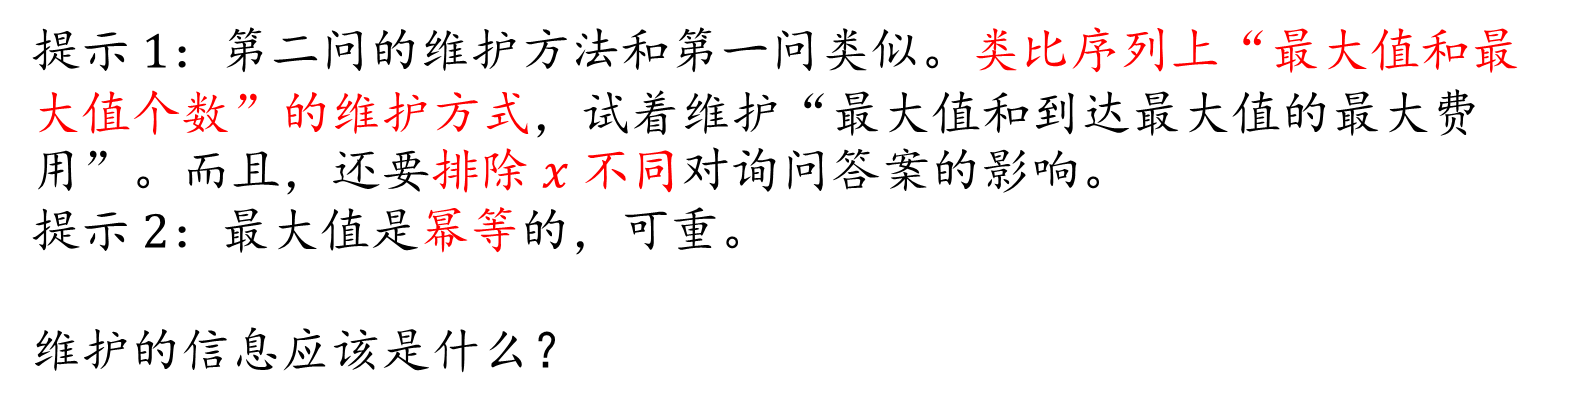 提示 1：第二问的维护方法和第一问类似。类比序列上“最大值和最
大值个数”的维护方式，试着维护“最大值和到达最大值的最大费
用”。而且，还要排除 x 不同对询问答案的影响。
提示 2：最大值是幂等的，可重。
维护的信息应该是什么？